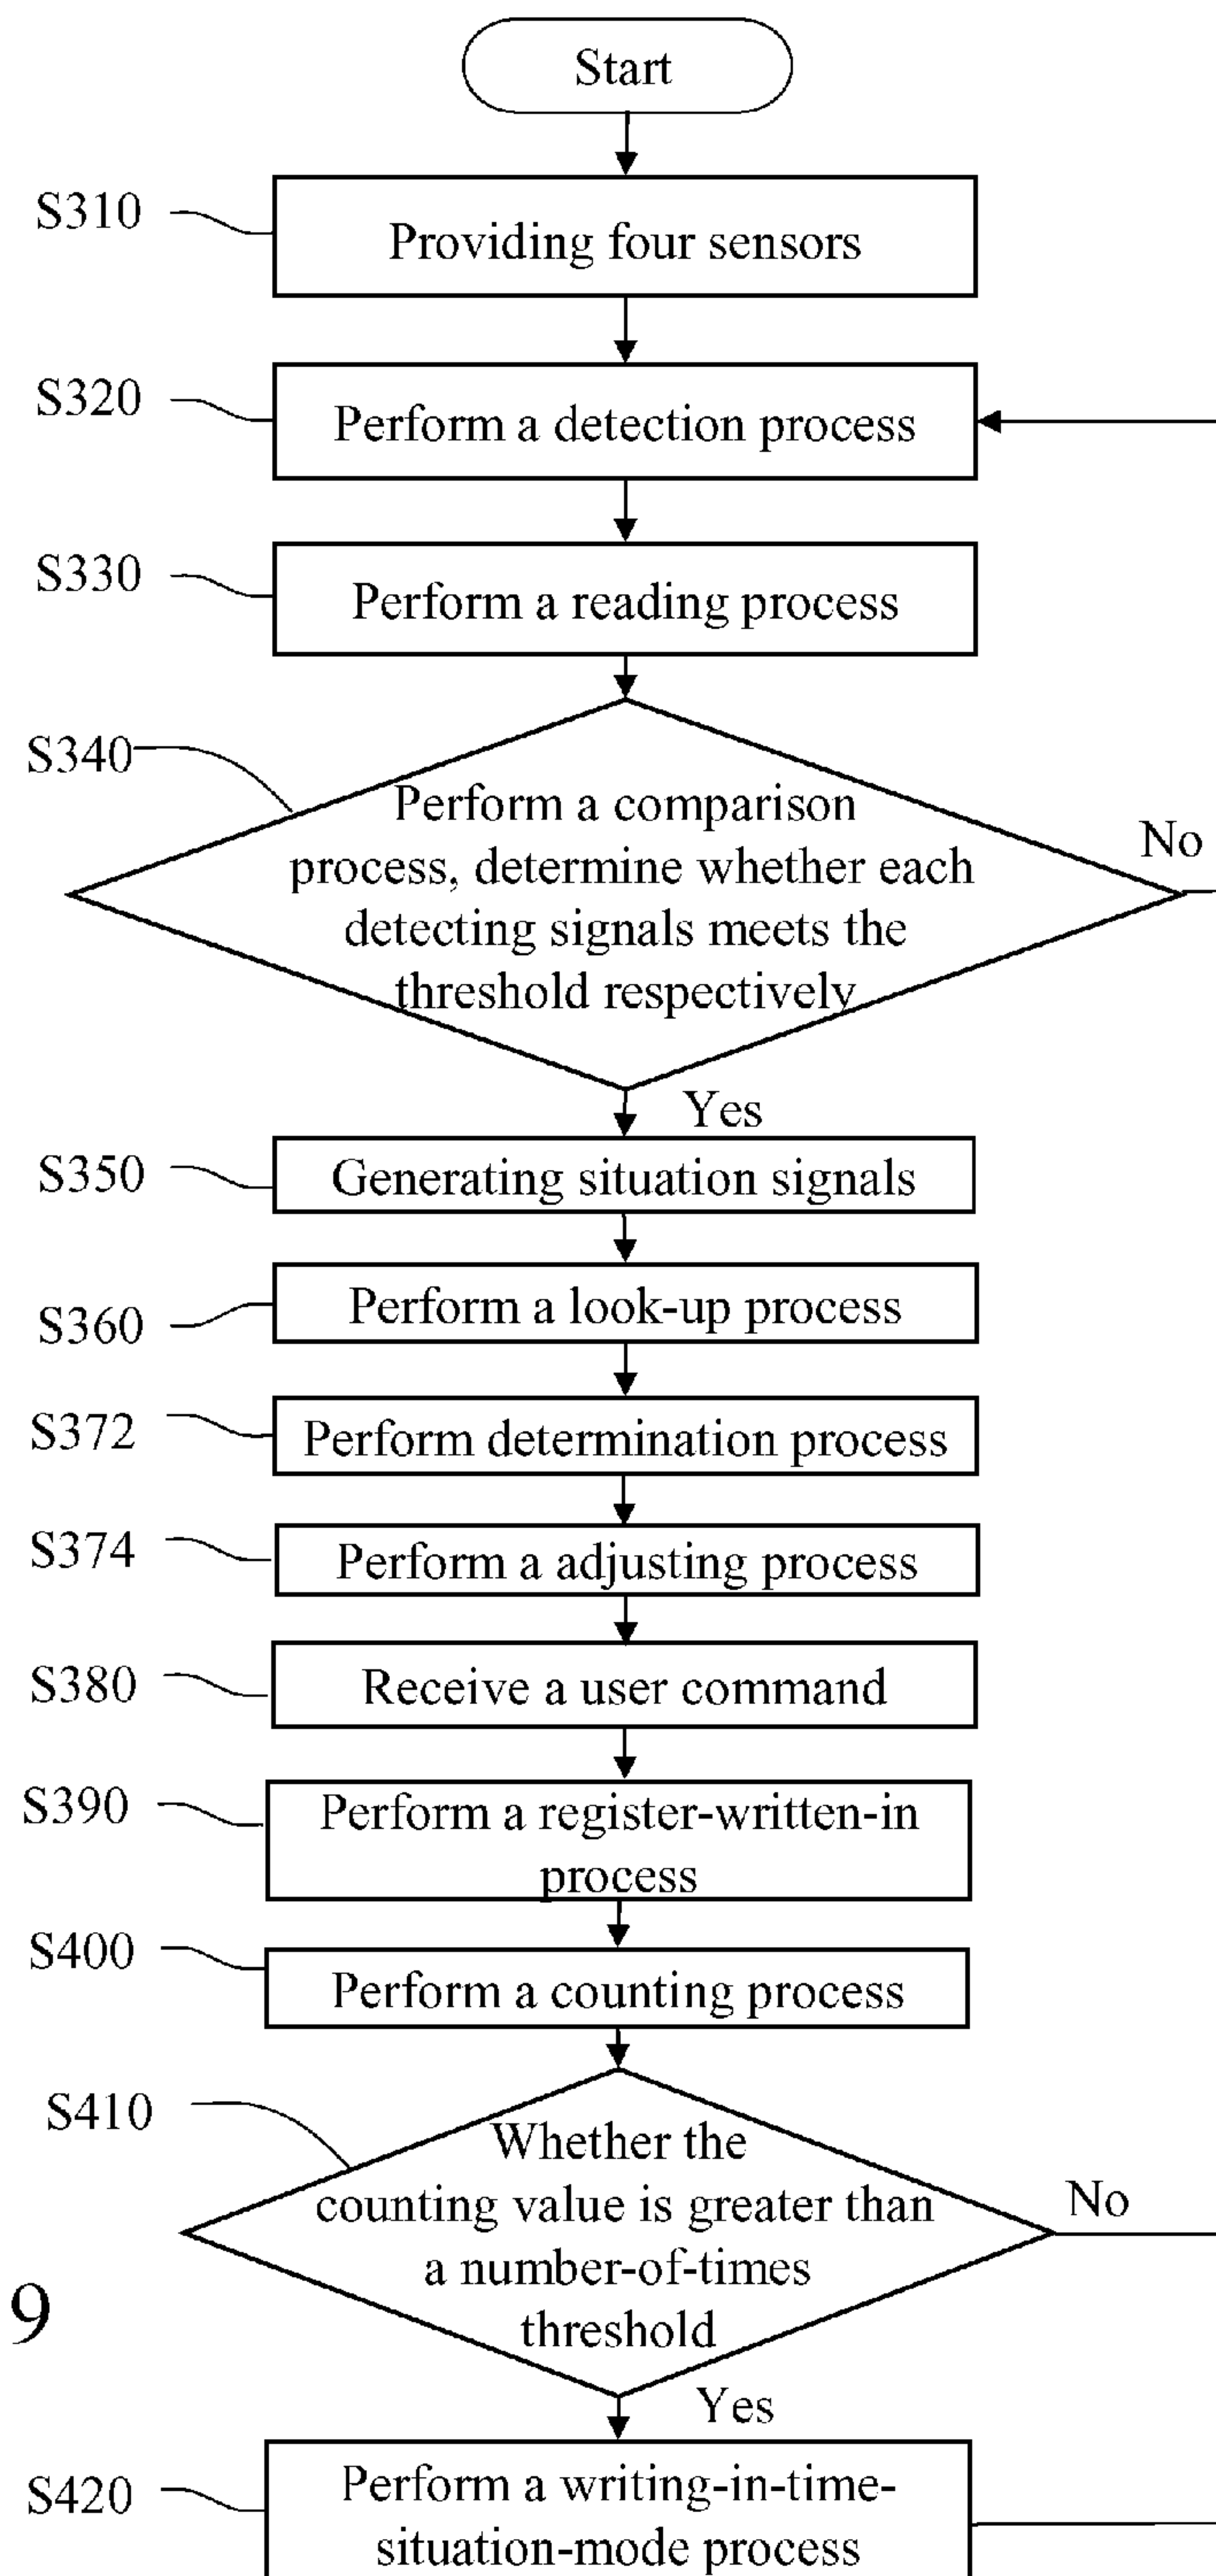 Start
S310
Providing four sensors
S320
Perform a detection process
S330
Perform a reading process
S340
Perform a comparison
process, determine whether each
detecting signals meets the
threshold respectively
No
Yes
S350
Generating situation signals
S360
Perform a look-up process
S372
Perform determination process
S374
Perform a adjusting process
S380
Receive a user command
S390
Perform a register-written-in
process
S400
Perform a counting process
S410
Whether the
counting value is greater than
a number-of-times
threshold
No
9
Yes
S420
Perform a writing-in-time-
situation-mode process